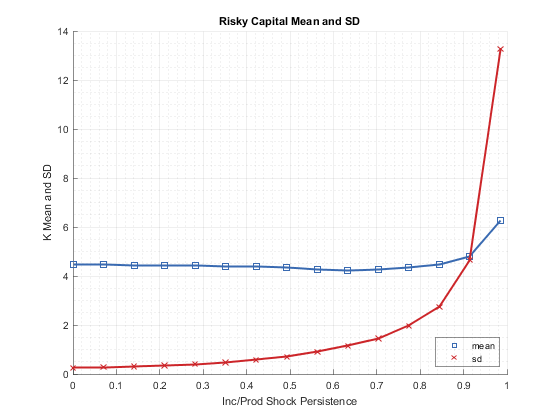 Risky Capital Mean and SD
14
12
10
8
6
4
2
0
K Mean and SD
0 0.1 0.2 0.3 0.4 0.5 0.6 0.7 0.8 0.9 1
Inc/Prod Shock Persistence
mean
sd